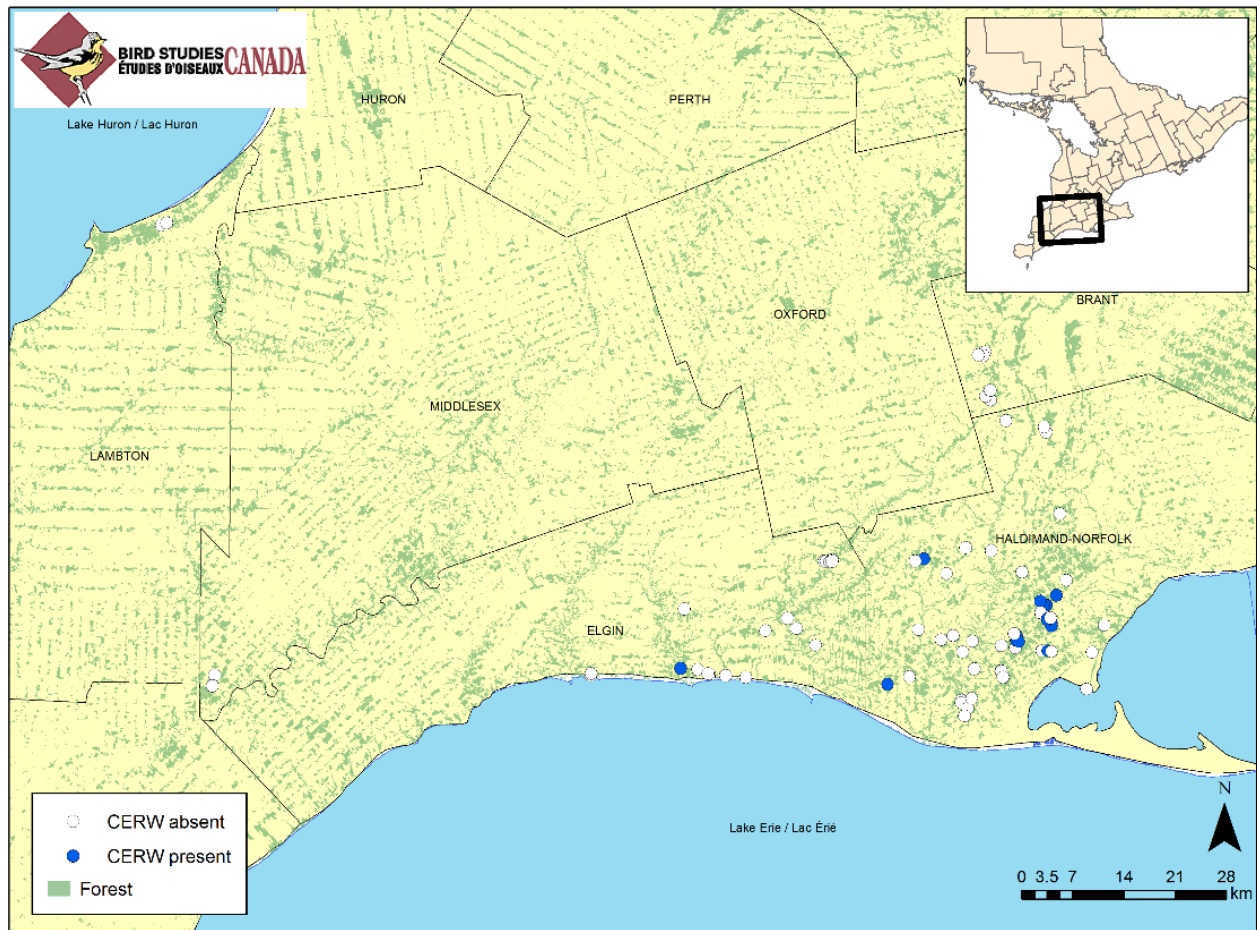 BIRD STUDIES
ÉTUDES D'OISEAUX
CANADA
Lake Huron / Lac Huron
HURON
PERTH
W
BRANT
OXFORD
MIDDLESEX
LAMBTON
HALDIMAND-NORFOLK
ELGIN
CERW absent
CERW present
Forest
Lake Erie / Lac Èrié
N
0 3.5 7 14 21 28
km